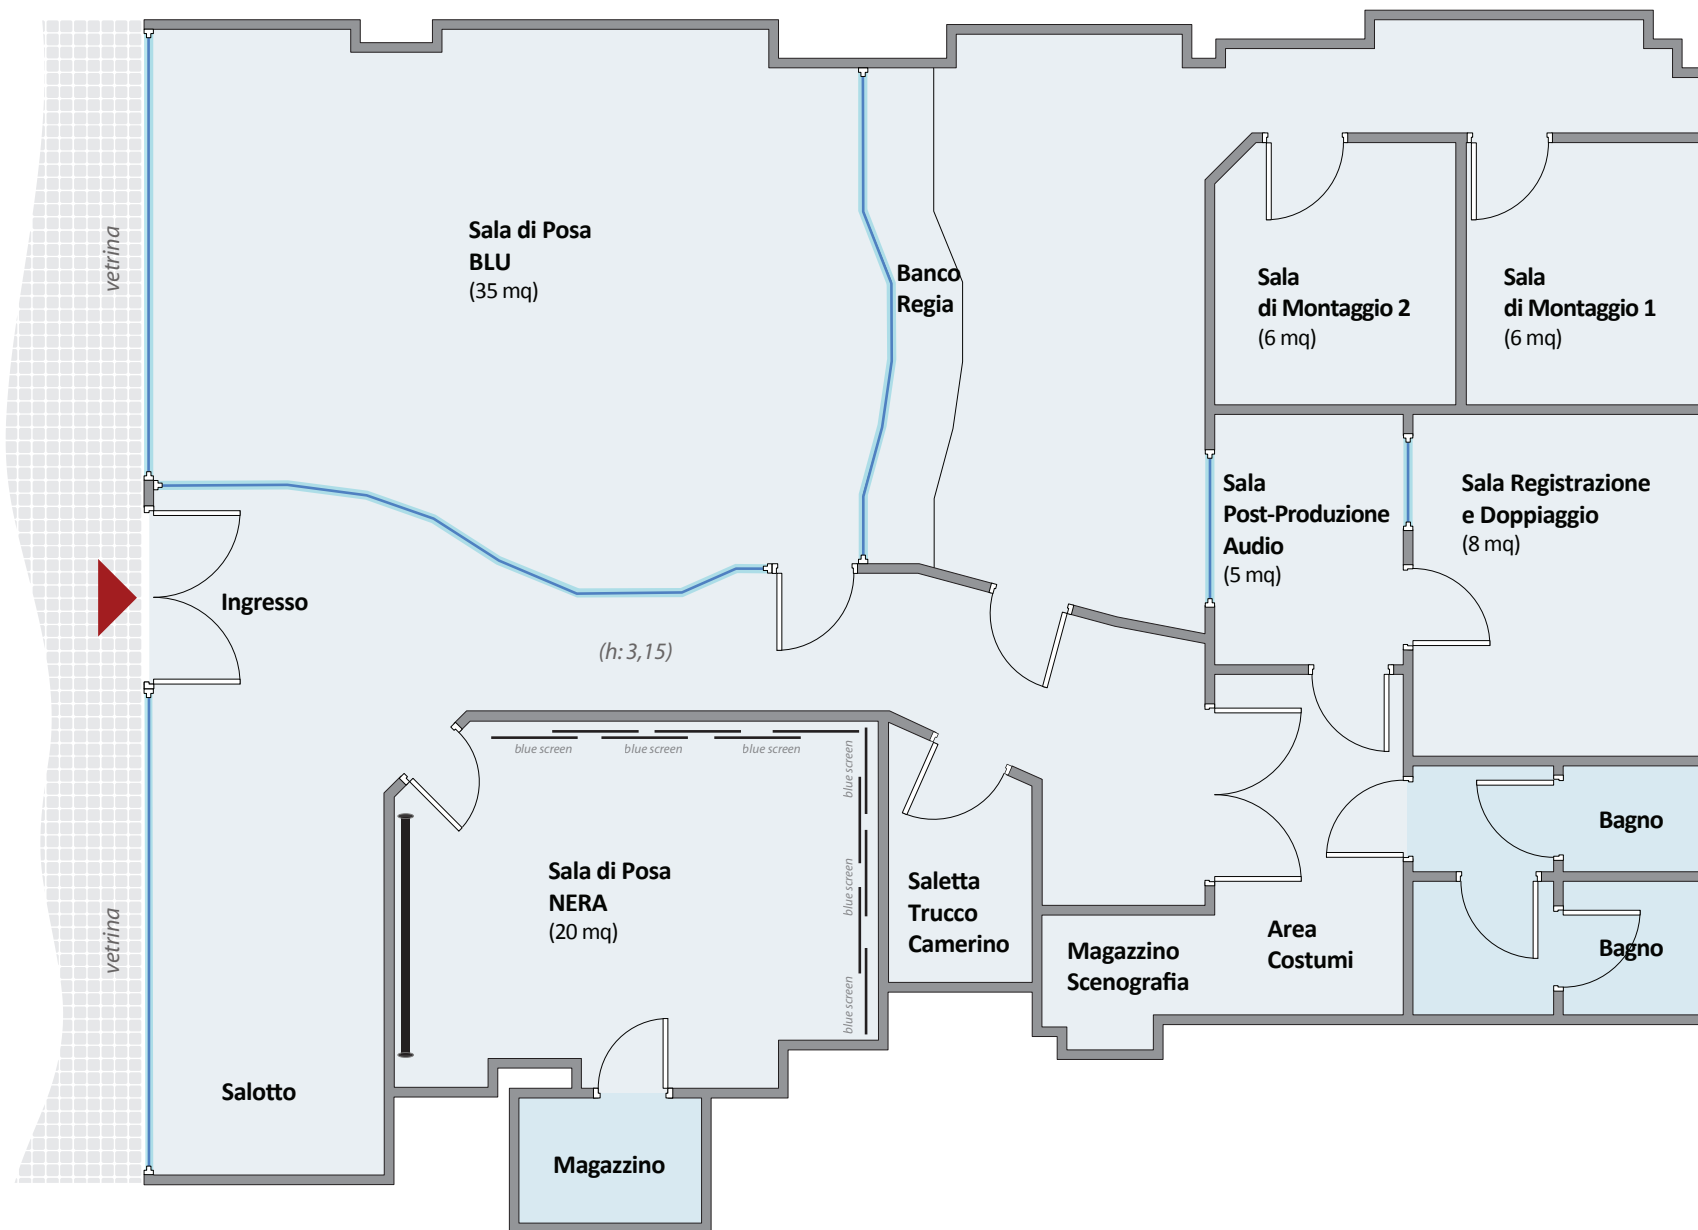 vetrina
Sala di Posa
BLU
(35 mq)
Banco
Regia
Sala
di Montaggio 2
(6 mq)
Sala
di Montaggio 1
(6 mq)
Sala
Post-Produzione
Audio
(5 mq)
Sala Registrazione
e Doppiaggio
(8 mq)
Ingresso
(h: 3,15)
blue screen
blue screen
blue screen
blue screen
blue screen
blue screen
Sala di Posa
NERA
(20 mq)
Saletta
Trucco
Camerino
Magazzino
Scenografia
Area
Costumi
Bagno
Bagno
vetrina
Salotto
Magazzino